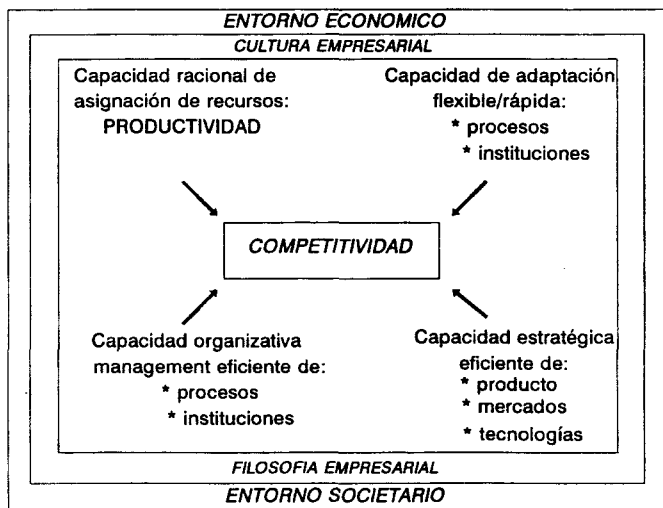 ENTORNO ECONOMICO
CULTURA EMPRESARIAL
Capacidad racional de
asignación de recursos:
PRODUCTIVIDAD
Capacidad de adaptación
flexible/rápida:
* procesos
* instituciones
COMPETITIVIDAD
Capacidad organizativa
management eficiente de:
* procesos
* instituciones
Capacidad estratégica
eficiente de:
* producto
* mercados
* tecnologías
FILOSOFIA EMPRESARIAL
ENTORNO SOCIETARIO